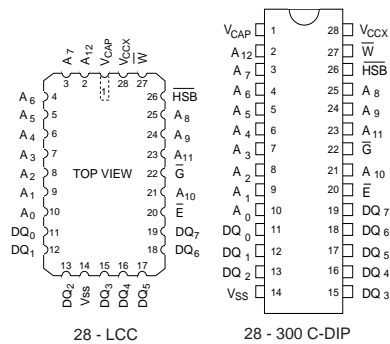 A7 A12 VCAP VCCX W̅
3 2 1 28 27
A6 4 26 H̅S̅B̅
A5 5 25 A8
A4 6 24 A9
A3 7 23 A11
TOP VIEW
A2 8 22 G̅
A1 9 21 A10
A0 10 20 E̅
DQ0 11 19 DQ7
DQ1 12 18 DQ6
13 14 15 16 17
DQ2 VSS DQ3 DQ4 DQ5
28 - LCC
VCAP 1 28 VCCX
A12 2 27 W̅
A7 3 26 H̅S̅B̅
A6 4 25 A8
A5 5 24 A9
A4 6 23 A11
A3 7 22 G̅
A2 8 21 A10
A1 9 20 E̅
A0 10 19 DQ7
DQ0 11 18 DQ6
DQ1 12 17 DQ5
DQ2 13 16 DQ4
VSS 14 15 DQ3
28 - 300 C-DIP